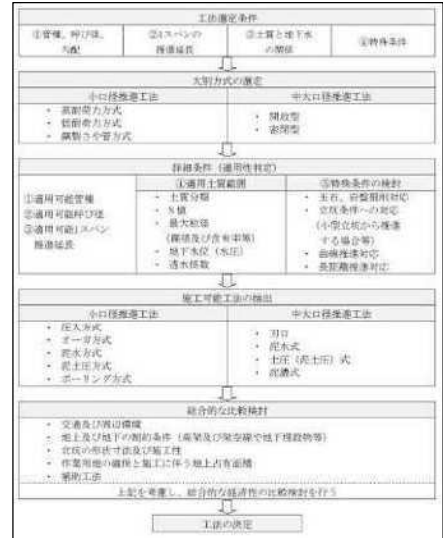 工法選定条件
①管種、呼び径、勾配
②1スパンの推進延長
③土質と地下水の関係
④特殊条件
大別方式の選定
小口径推進工法
・ 高耐荷力方式
・ 低耐荷力方式
・ 鋼製さや管方式
中大口径推進工法
・ 開放型
・ 密閉型
詳細条件（適用性判定）
①適用可能管種
②適用可能呼び径
③適用可能1スパン
推進延長
④適用土質範囲
・ 土質分類
・ N値
・ 最大粒径
(礫径及び含有率等)
・ 地下水位（水圧）
・ 透水係数
⑤特殊条件の検討
・ 玉石、岩盤掘削対応
・ 立坑条件への対応
(小型立坑から推進
する場合等)
・ 曲線推進対応
・ 長距離推進対応
施工可能工法の抽出
小口径推進工法
・ 圧入方式
・ オーガ方式
・ 泥水方式
・ 泥土圧方式
・ ボーリング方式
中大口径推進工法
・ 刃口
・ 泥水式
・ 土圧（泥土圧）式
・ 泥濃式
総合的な比較検討
・ 交通及び周辺環境
・ 地上及び地下の制約条件（高架及び架空線や地下埋設物等）
・ 立坑の形状寸法及び施工性
・ 作業用地の確保と施工に伴う地上占有面積
・ 補助工法
上記を考慮し、総合的な経済性の比較検討を行う
工法の決定